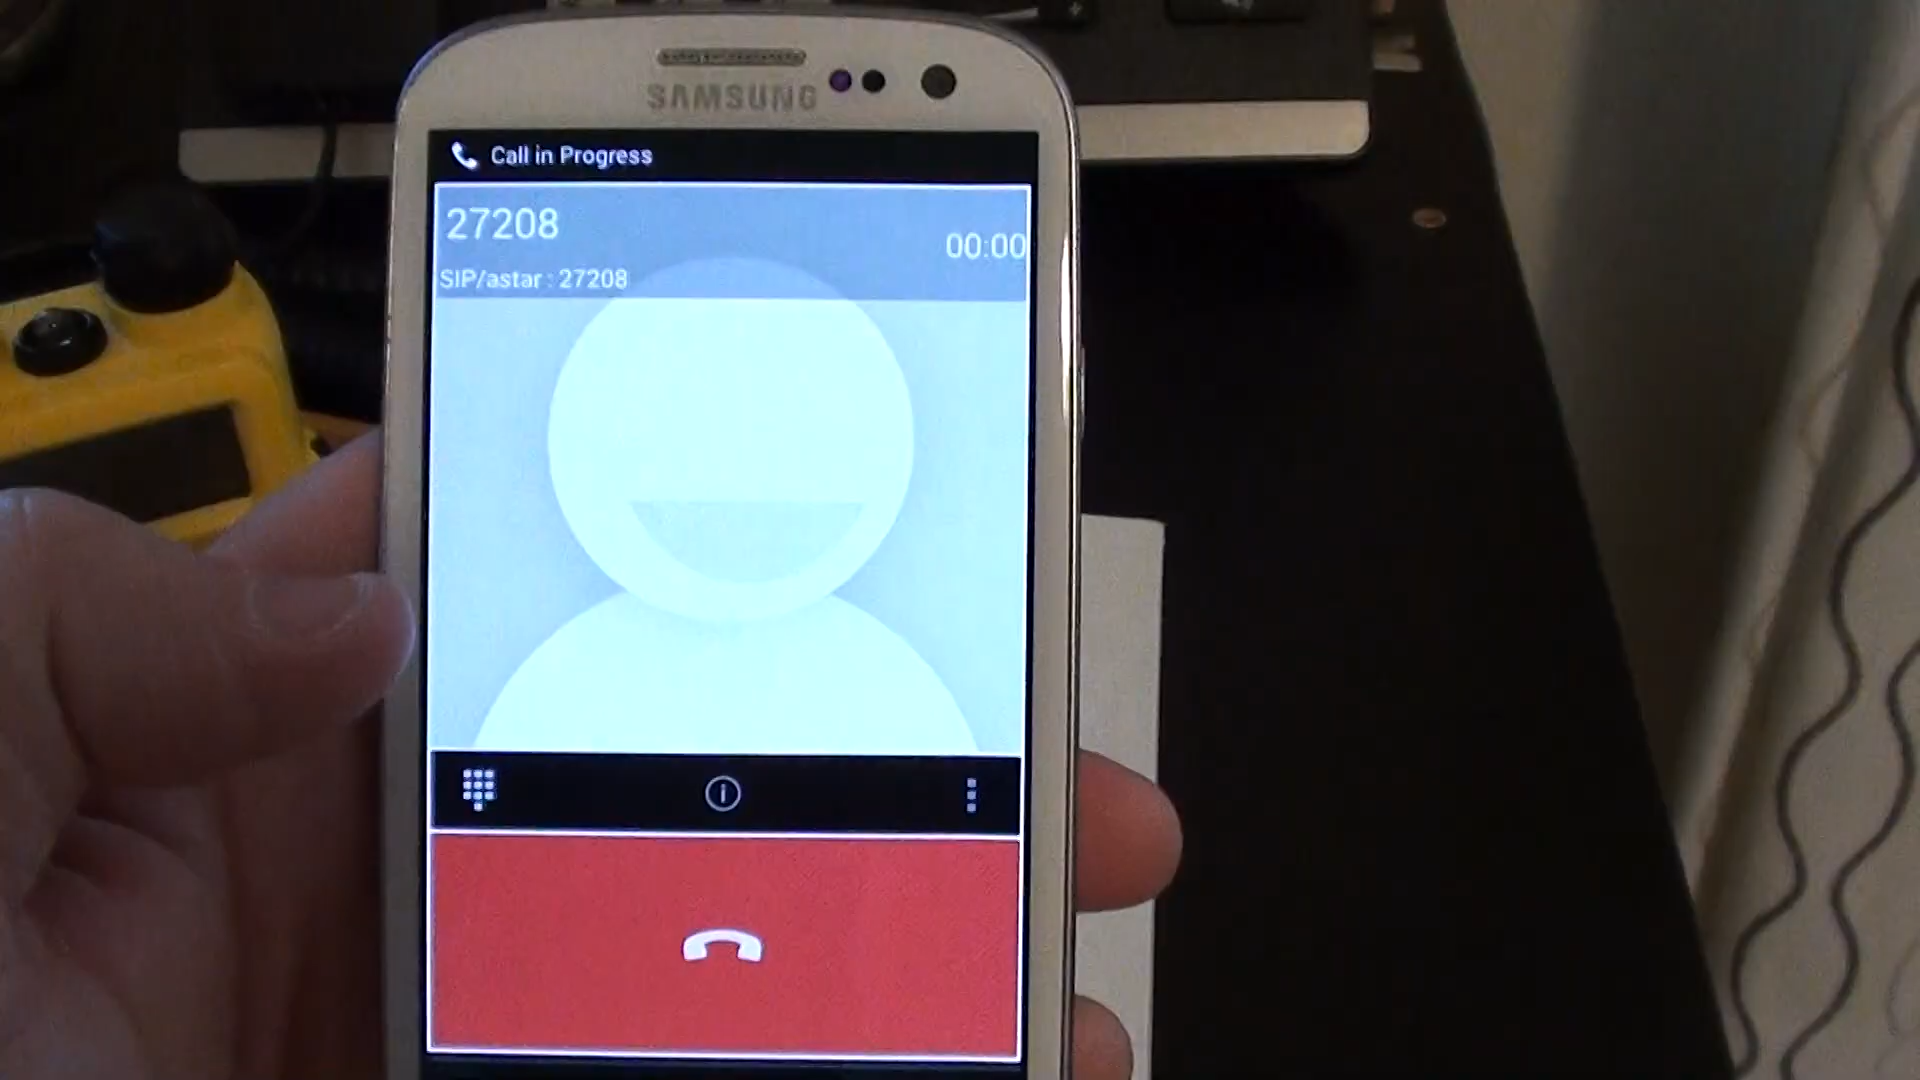 SAMSUNG
Call in Progress
27208
00:00
SIP/astar : 27208